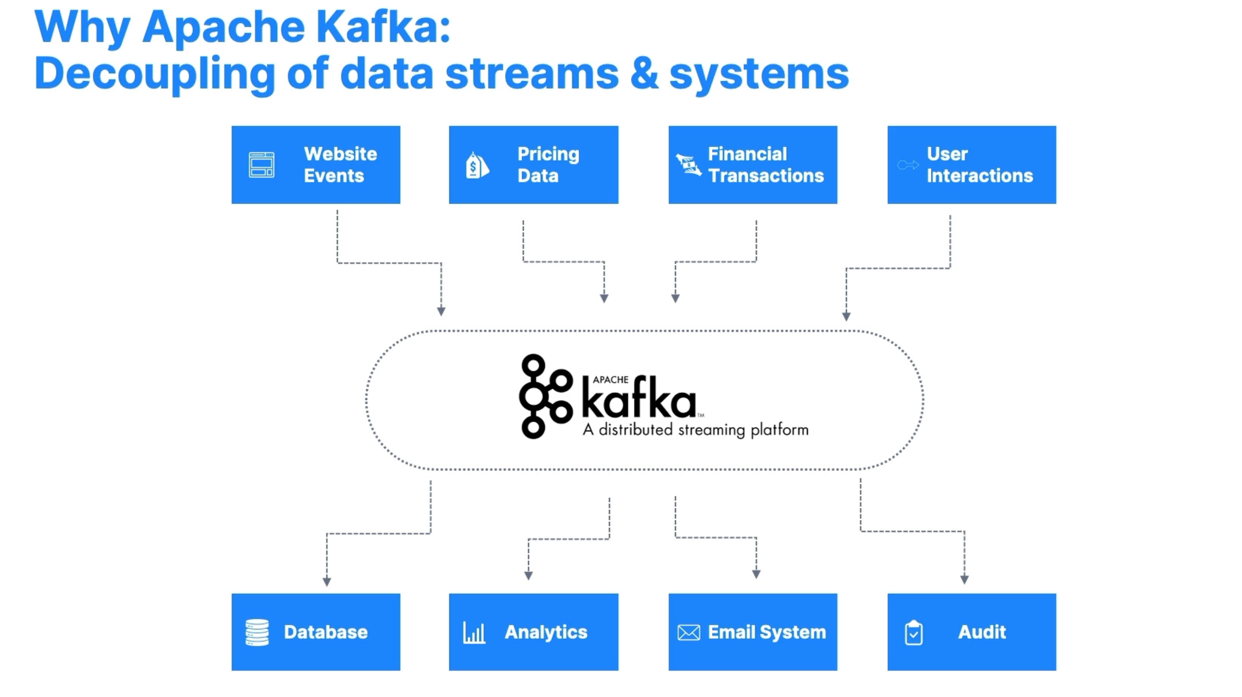 Why Apache Kafka:
Decoupling of data streams & systems
Website
Events
Pricing
Data
Financial
Transactions
User
Interactions
APACHE
kafka™
A distributed streaming platform
Database
Analytics
Email System
Audit